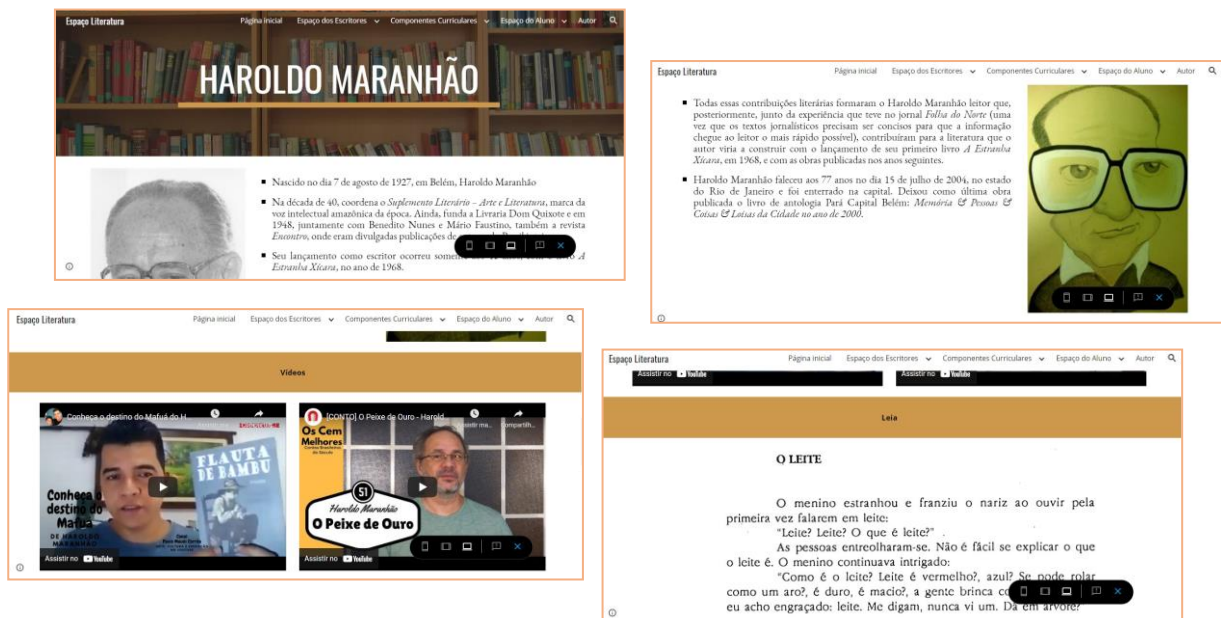 Espaço Literatura
Página inicial Espaço dos Escritores Componentes Curriculares Espaço do Aluno Autor
HAROLDO MARANHÃO
Nascido no dia 7 de agosto de 1927, em Belém, Haroldo Maranhão
Na década de 40, coordena o Suplemento Literário – Arte e Literatura, marca da
voz intelectual amazônica da época. Ainda, funda a Livraria Dom Quixote e em
1948, juntamente com Benedito Nunes e Mário Faustino, também a revista
Encontro, onde eram divulgadas publicações de
Seu lançamento como escritor ocorreu A
Estranha Xícara, no ano de 1968.
Espaço Literatura
Página inicial Espaço dos Escritores Componentes Curriculares Espaço do Aluno Autor
Todas essas contribuições literárias formaram o Haroldo Maranhão leitor que,
posteriormente, junto da experiência que teve no jornal Folha do Norte (uma
vez que os textos jornalísticos precisam ser concisos para que a informação
chegue ao leitor o mais rápido possível), contribuíram para a literatura que o
autor viria a construir com o lançamento de seu primeiro livro A Estranha
Xícara, em 1968, e com as obras publicadas nos anos seguintes.
Haroldo Maranhão faleceu aos 77 anos no dia 15 de julho de 2004, no estado
do Rio de Janeiro e foi enterrado na capital. Deixou como última obra
publicada o livro de antologia Pará Capital Belém: Memória & Pessoas &
Coisas & Loisas da Cidade no ano de 2000.
Espaço Literatura
Página inicial Espaço dos Escritores Componentes Curriculares Espaço do Aluno Autor
Vídeos
Conheça o destino do Mafuá do H...
FLAUTA
DE BAMBU
Conheça o
destino do
Mafuá
DE HAROLDO
MARANHÃO
Assistir no YouTube
[CONTO] O Peixe de Ouro - Harold...
Assistir ma... Compartilh...
Os Cem
Melhores
51
Haroldo Maranhão
O Peixe de Ouro
Assistir no YouTube
Espaço Literatura
Página inicial Espaço dos Escritores Componentes Curriculares Espaço do Aluno Autor
Assistir no YouTube
Assistir no YouTube
Leia
O LEITE
O menino estranhou e franziu o nariz ao ouvir pela
primeira vez falarem em leite:
"Leite? Leite? O que é leite?"
As pessoas entreolharam-se. Não é fácil se explicar o que
o leite é. O menino continuava intrigado:
"Como é o leite? Leite é vermelho?, azul? Se pode rolar
como um aro?, é duro, é macio?, a gente brinca
eu acho engraçado: leite. Me digam, nunca vi um. Dá em árvore?